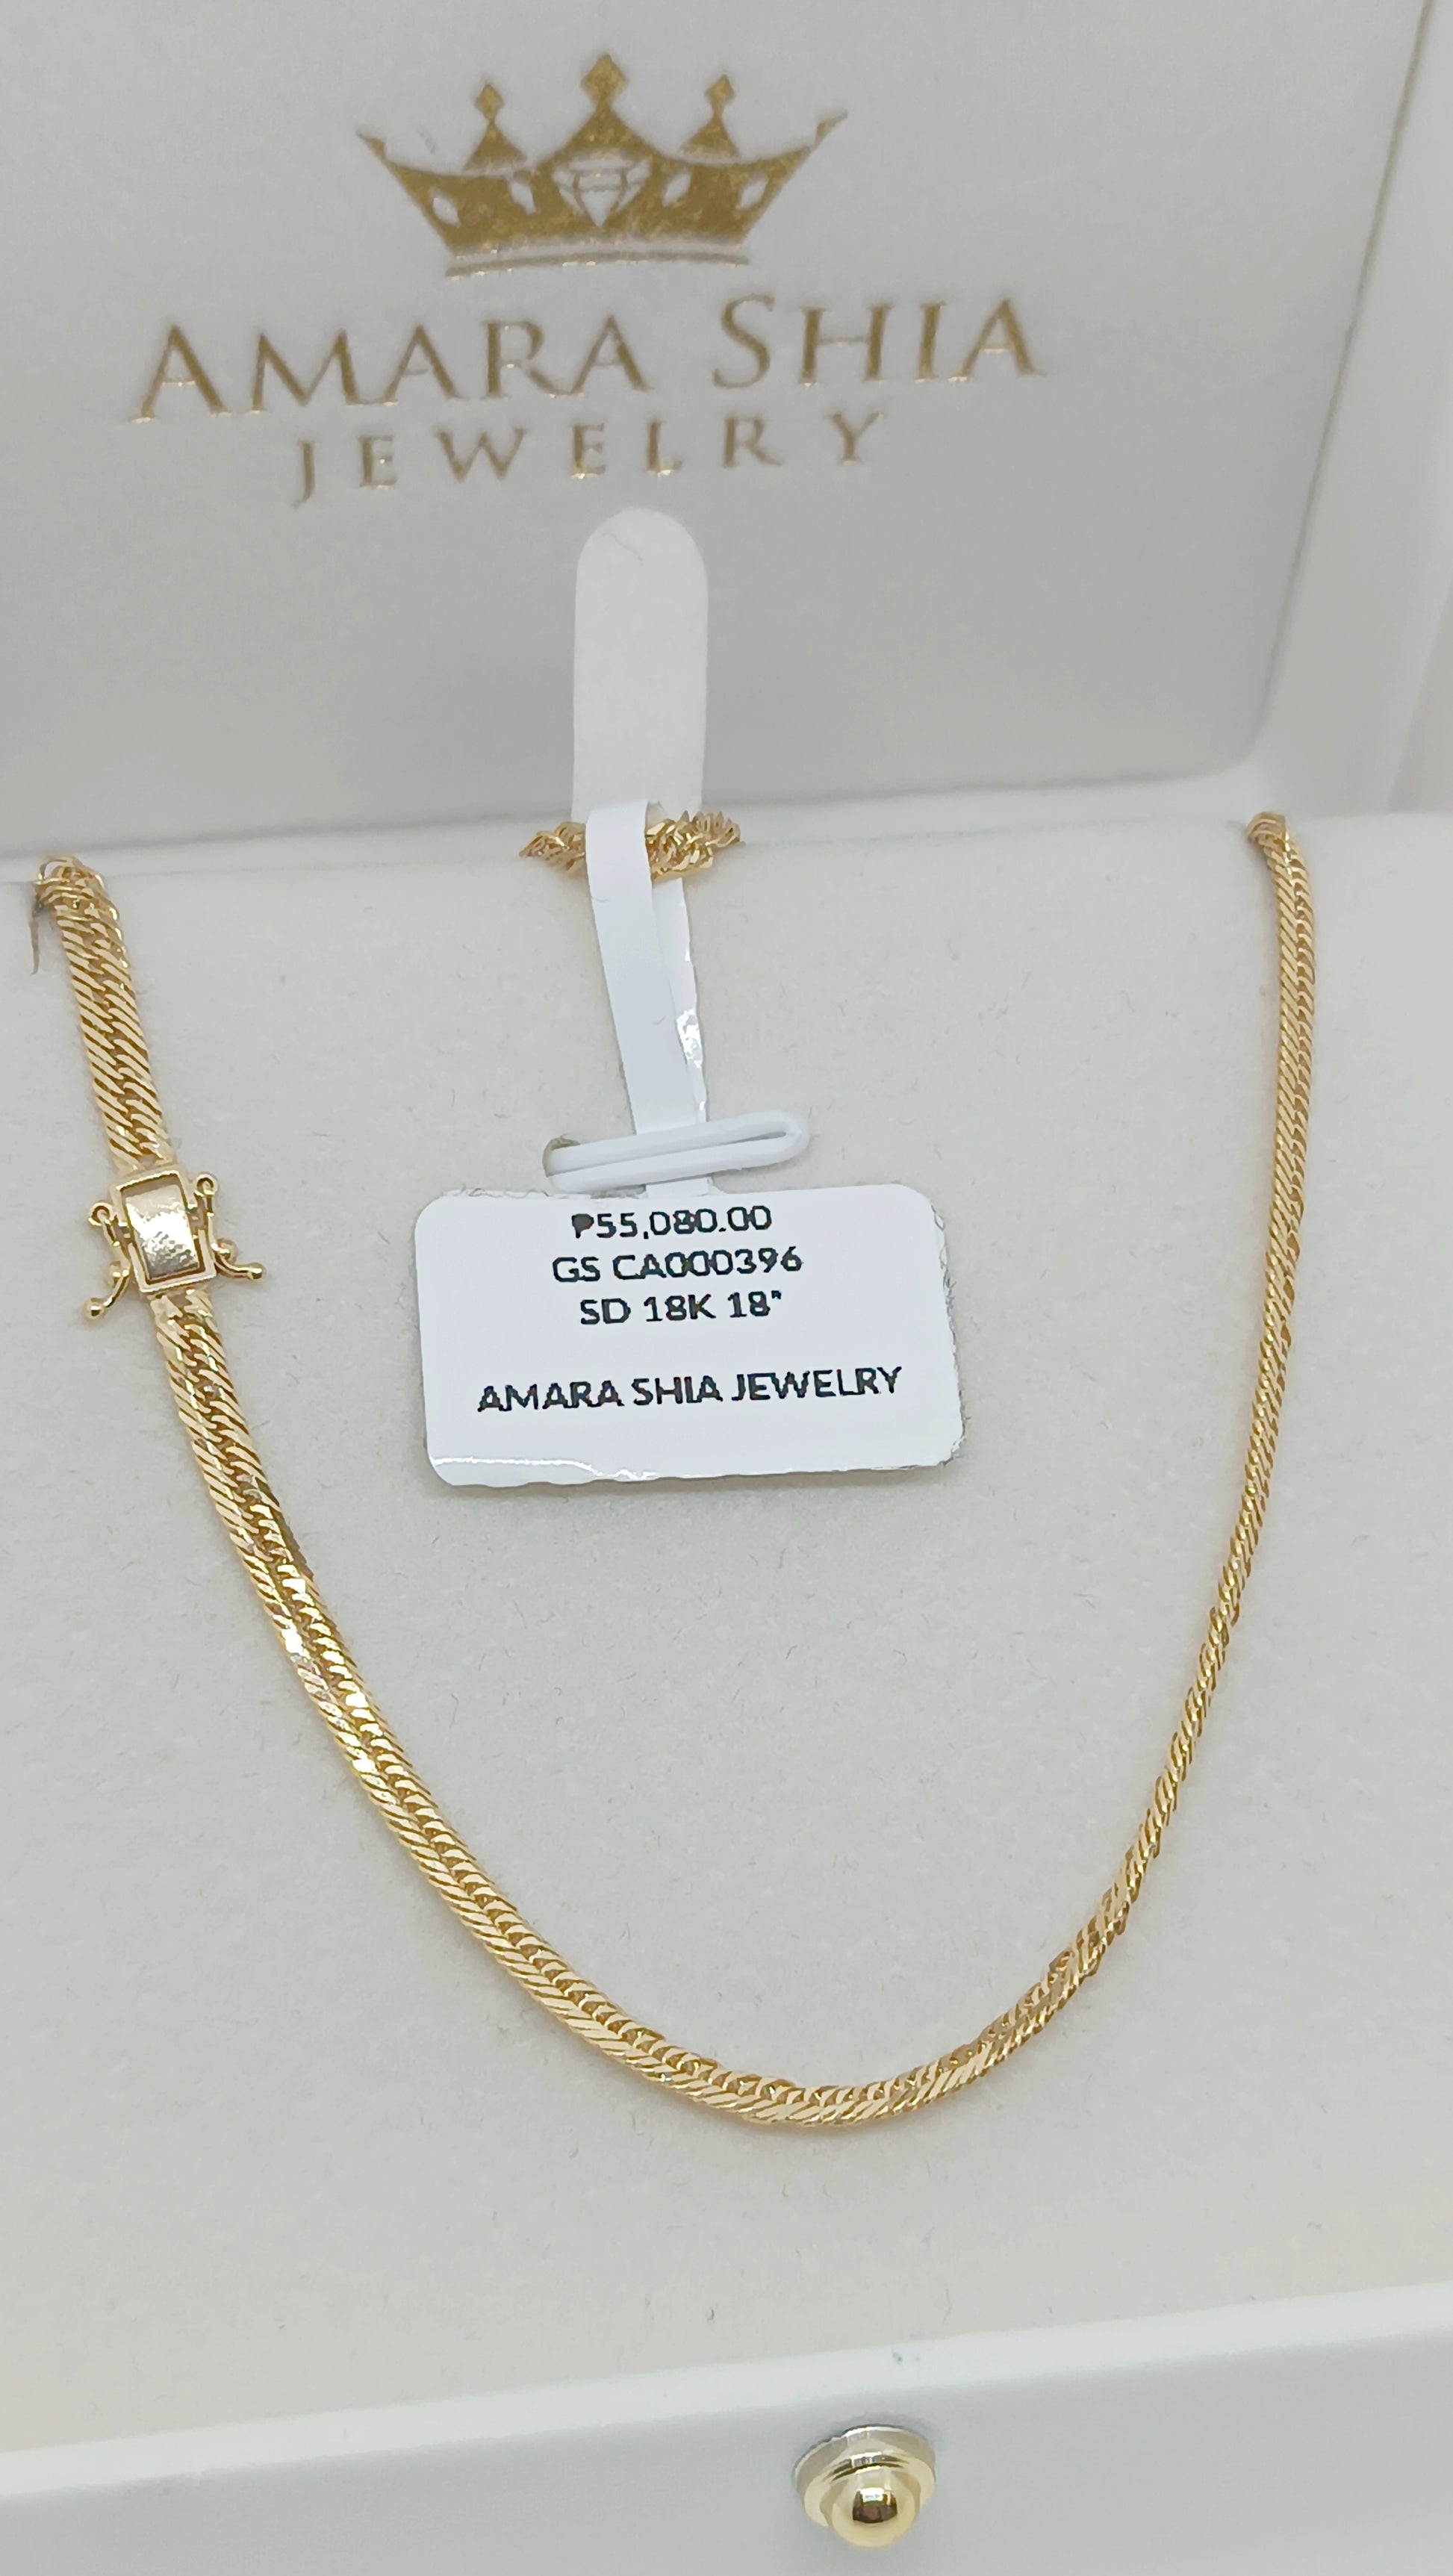 AMARA SHIA
JEWELRY
₱55,080.00
GS CA000396
SD 18K 18"
AMARA SHIA JEWELRY